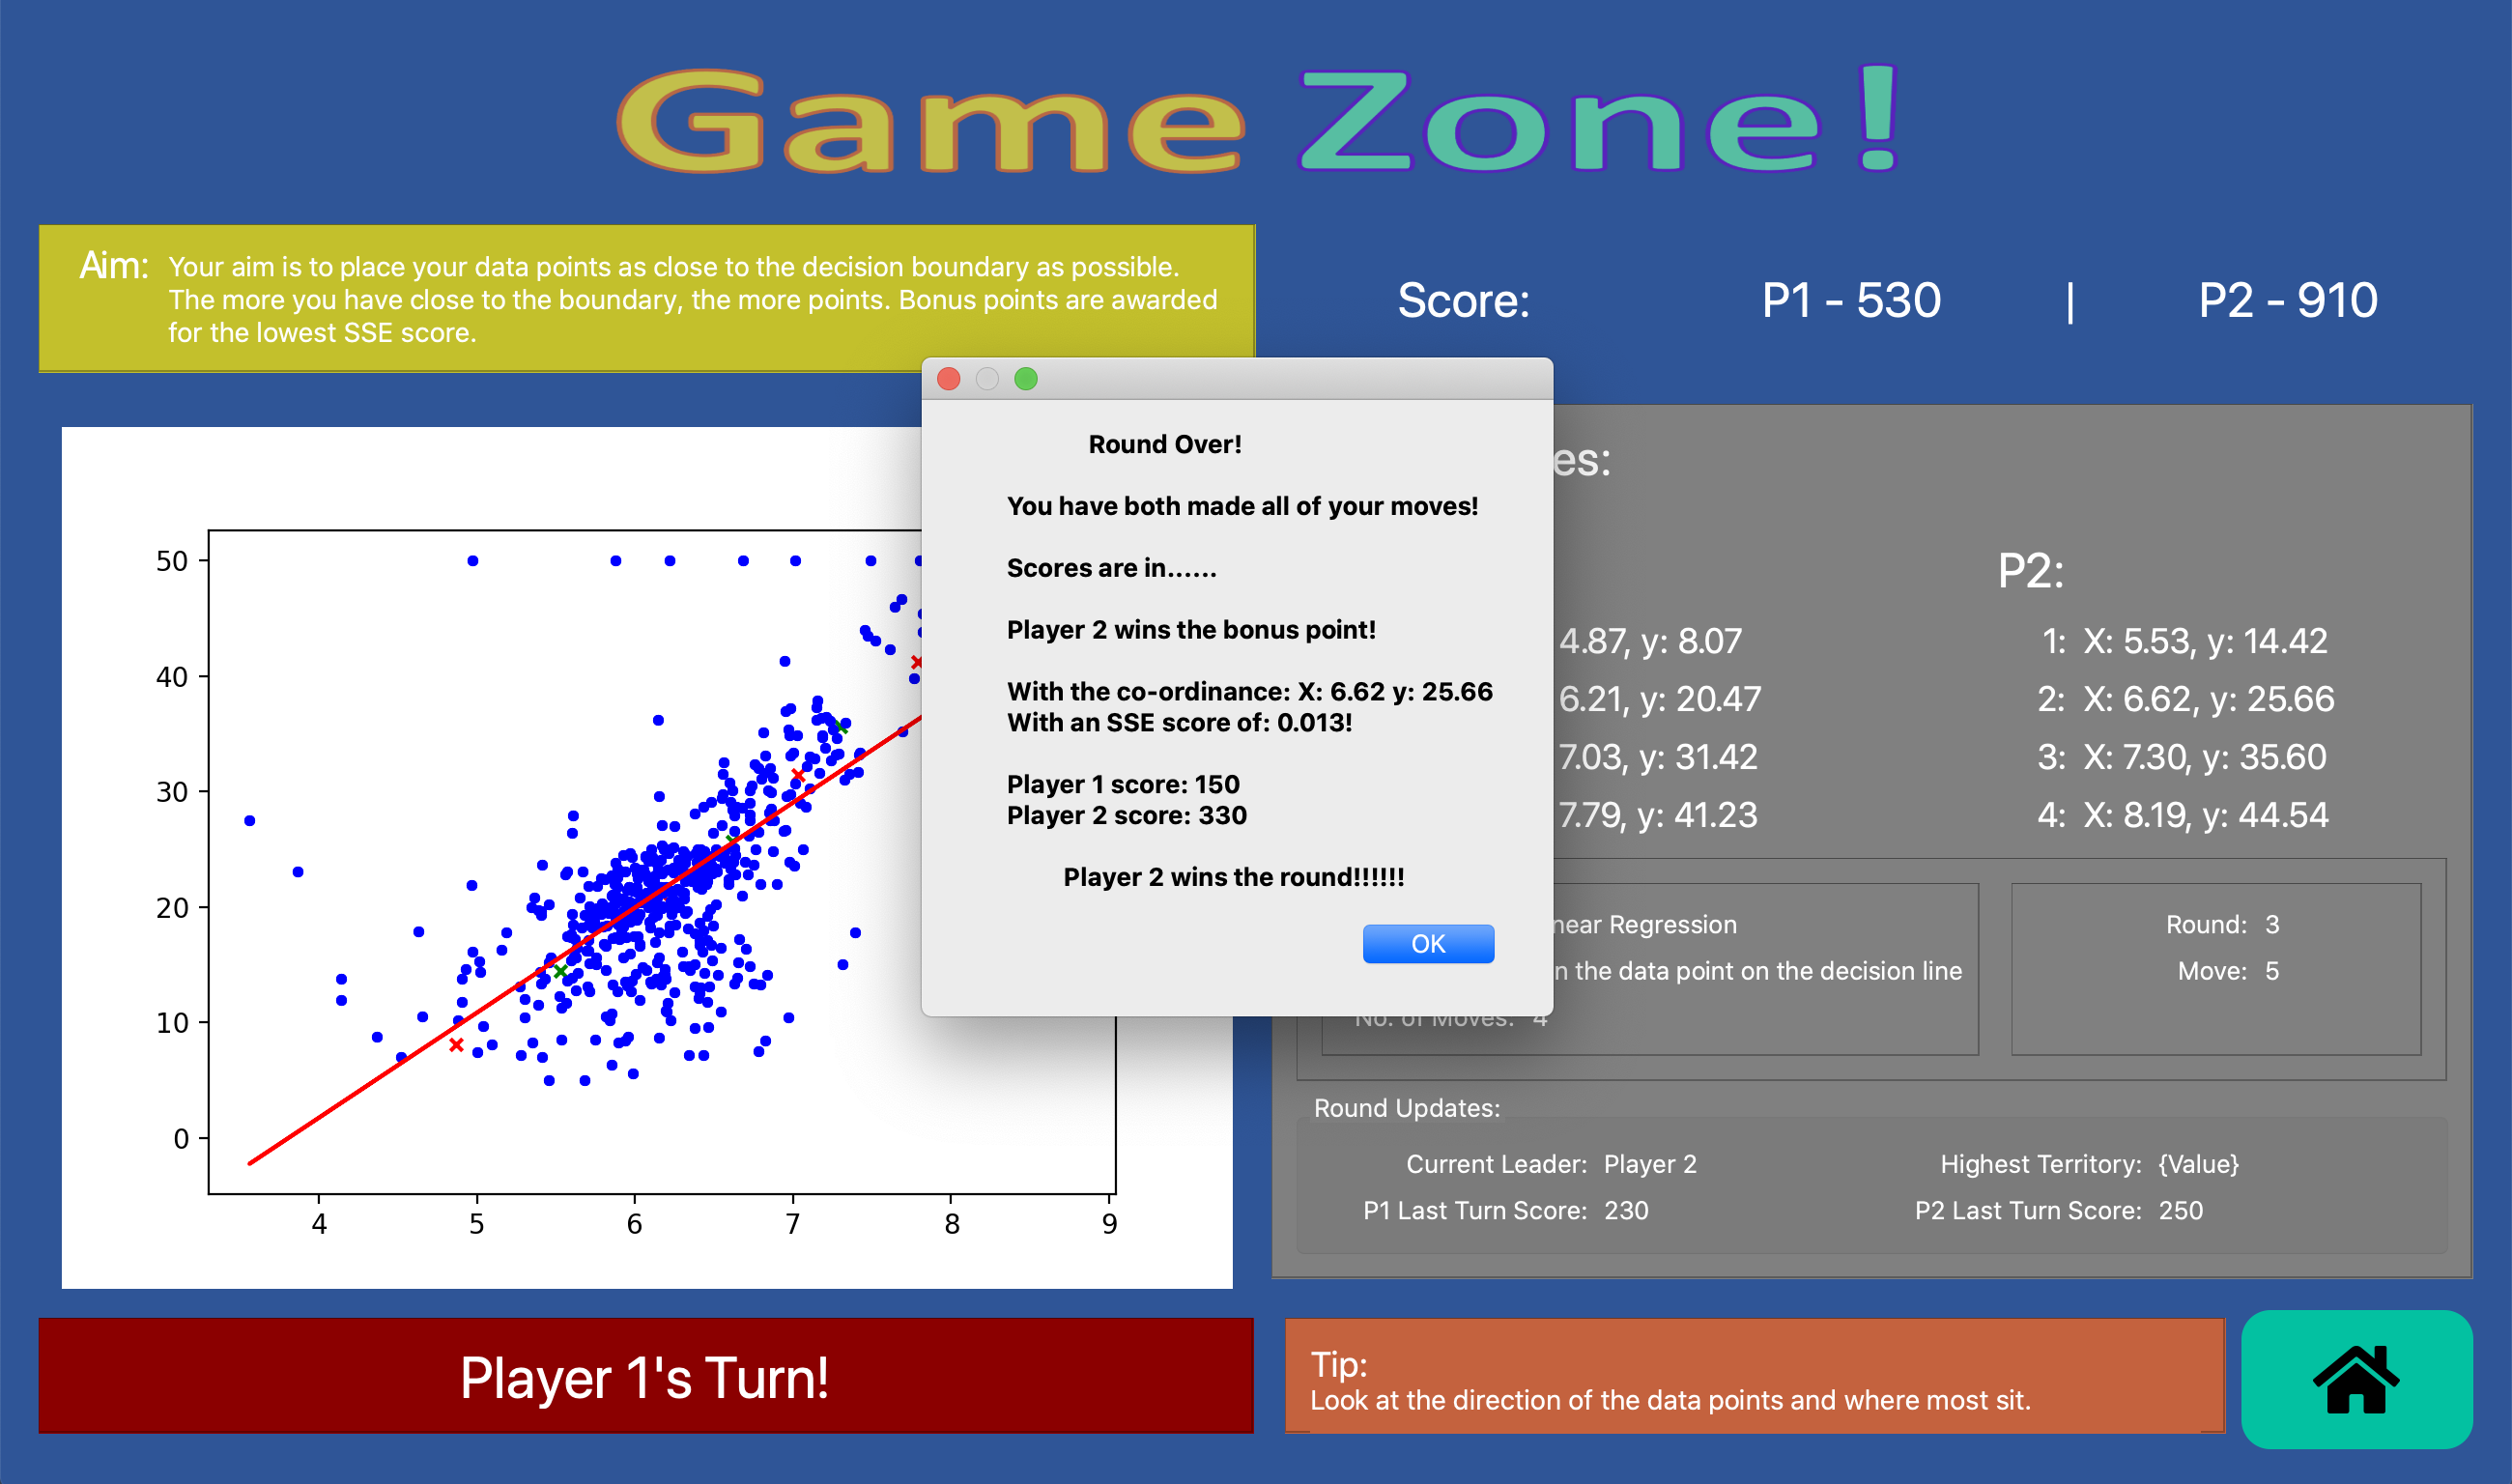 Game Zone!
Aim: Your aim is to place your data points as close to the decision boundary as possible.
The more you have close to the boundary, the more points. Bonus points are awarded
for the lowest SSE score.
Score: P1 - 530 | P2 - 910
Round Over!
You have both made all of your moves!
Scores are in......
Player 2 wins the bonus point!
With the co-ordinance: X: 6.62 y: 25.66
With an SSE score of: 0.013!
Player 1 score: 150
Player 2 score: 330
Player 2 wins the round!!!!!!
OK
50
40
30
20
10
0
4 5 6 7 8 9
es:
P2:
4.87, y: 8.07
1: X: 5.53, y: 14.42
6.21, y: 20.47
2: X: 6.62, y: 25.66
7.03, y: 31.42
3: X: 7.30, y: 35.60
7.79, y: 41.23
4: X: 8.19, y: 44.54
near Regression
n the data point on the decision line
No. of Moves: 4
Round: 3
Move: 5
Round Updates:
Current Leader: Player 2
Highest Territory: {Value}
P1 Last Turn Score: 230
P2 Last Turn Score: 250
Player 1's Turn!
Tip:
Look at the direction of the data points and where most sit.